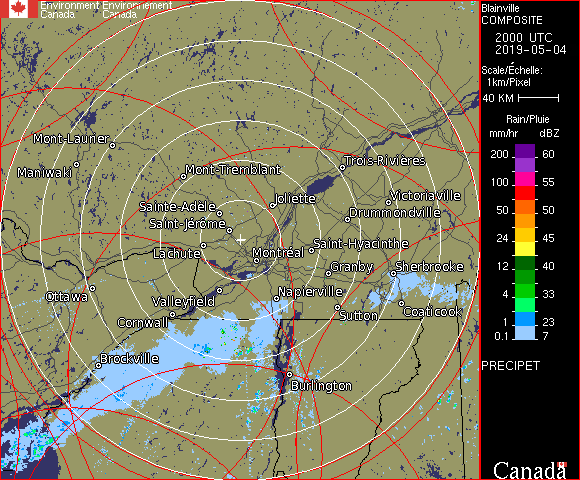 Environment Environnement
Canada Canada
Mont-Laurier
Maniwaki
Mont-Tremblant
Trois-Rivières
Sainte-Adèle
Joliette
Victoriaville
Saint-Jérôme
Drummondville
Lachute
Montréal
Saint-Hyacinthe
Granby
Sherbrooke
Ottawa
Valleyfield
Napierville
Cornwall
Sutton
Coaticook
Brockville
Burlington
Blainville
COMPOSITE
2000 UTC
2019-05-04
Scale/Échelle:
1km/Pixel
40 KM
Rain/Pluie
mm/hr dBZ
200 60
100 55
50 50
24 45
12 40
4 33
1 23
0.1 7
PRECIPET
Canada